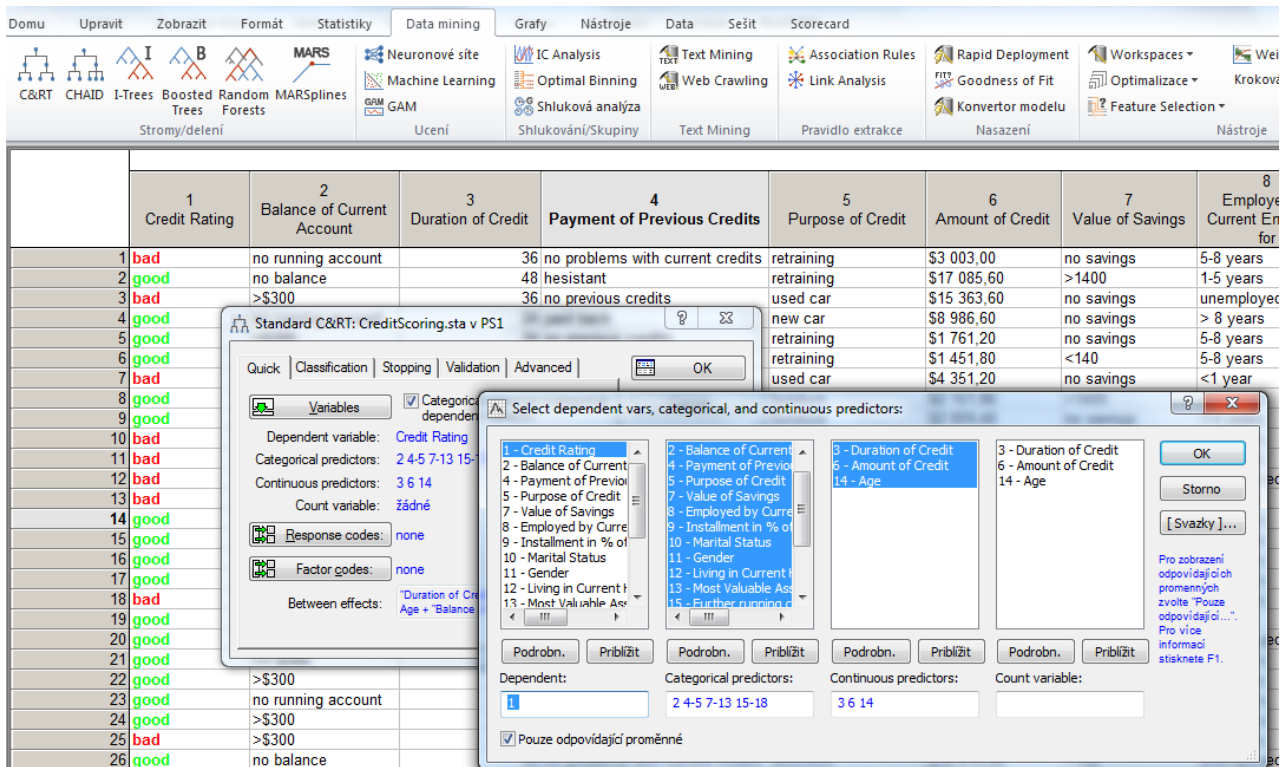 Domu Upravit Zobrazit Formát Statistiky Data mining Grafy Nástroje Data Sešit Scorecard
C&RT CHAID I-Trees Boosted Trees Random Forests MARSplines
MARS
Stromy/delení
Neuronové síte
Machine Learning
GAM GAM
Ucení
IC Analysis
Optimal Binning
Shluková analýza
Shlukování/Skupiny
TEXT Text Mining
WEB Web Crawling
Text Mining
Association Rules
Link Analysis
Pravidlo extrakce
Rapid Deployment
FIT? Goodness of Fit
Konvertor modelu
Nasazení
Workspaces
Optimalizace
Feature Selection
Nástroje
1 Credit Rating
2 Balance of Current Account
3 Duration of Credit
4 Payment of Previous Credits
5 Purpose of Credit
6 Amount of Credit
7 Value of Savings
8
Current
for
1 bad no running account 36 no problems with current credits retraining $3 003,00 no savings 5-8 years
2 good no balance 48 hesistant retraining $17 085,60 >1400 1-5 years
3 bad >$300 36 no previous credits used car $15 363,60 no savings unemployed
4 good new car $8 986,60 no savings > 8 years
5 good retraining $1 761,20 no savings 5-8 years
6 good retraining $1 451,80 <140 5-8 years
7 bad used car $4 351,20 no savings <1 year
8 good
9 good
10 bad
11 bad
12 bad
13 bad
14 good
15 good
16 good
17 good
18 bad
19 good
20 good
21 good
22 good >$300
23 good no running account
24 good >$300
25 bad >$300
26 good no balance
Standard C&RT: CreditScoring.sta v PS1
Quick Classification Stopping Validation Advanced
OK
Variables
dependent
Dependent variable: Credit Rating
Categorical predictors: 2 4-5 7-13
Continuous predictors: 3 6 14
Count variable: žádné
Response codes: none
Factor codes: none
Between effects: "Duration of
Age + "Balance
Select dependent vars, categorical, and continuous predictors:
1 - Credit Rating
2 - Balance of Current
4 - Payment of
5 - Purpose of Credit
7 - Value of Savings
8 - Employed by
9 - Installment in % of
10 - Marital Status
11 - Gender
12 - Living in Current
13 - Most Valuable
2 - Balance of Current
4 - Payment of
5 - Purpose of Credit
7 - Value of Savings
8 - Employed by
9 - Installment in % of
10 - Marital Status
11 - Gender
12 - Living in Current
13 - Most Valuable
15 - Further running
3 - Duration of Credit
6 - Amount of Credit
14 - Age
3 - Duration of Credit
6 - Amount of Credit
14 - Age
OK
Storno
[ Svazky ]...
Pro zobrazení
odpovídajících
promenných
zvolte "Pouze
odpovídající...".
Pro více
informací
stisknete F1.
Podrobn. Priblížit Podrobn. Priblížit Podrobn. Priblížit Podrobn. Priblížit
Dependent: Categorical predictors: Continuous predictors: Count variable:
1 2 4-5 7-13 15-18 3 6 14
Pouze odpovídající proměnné